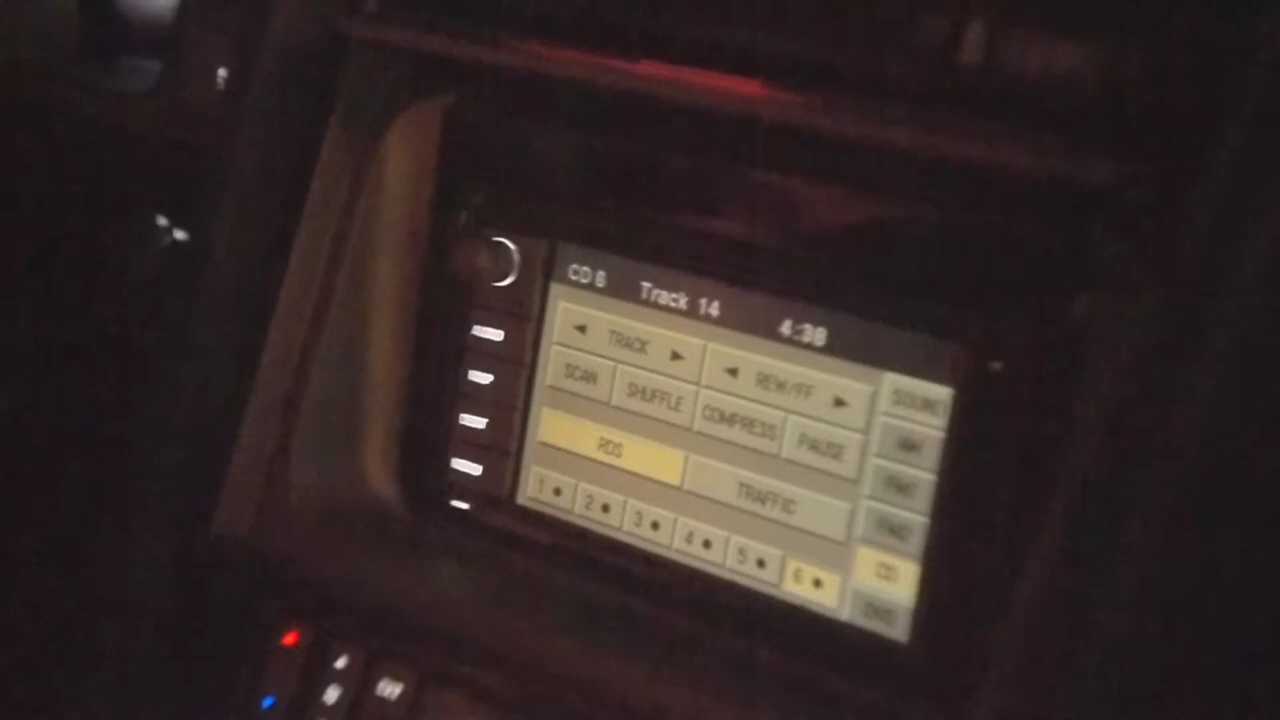 CD 6 Track 14 4:38
◄ TRACK ► ◄ REW/FF ►
SCAN SHUFFLE COMPRESS PAUSE
RDS TRAFFIC
1 ● 2 ● 3 ● 4 ● 5 ● 6 ●
SOUND
CD